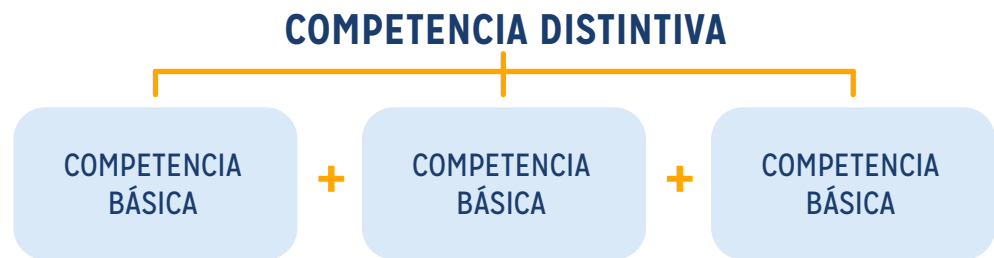 COMPETENCIA DISTINTIVA
COMPETENCIA
BÁSICA
+
COMPETENCIA
BÁSICA
+
COMPETENCIA
BÁSICA